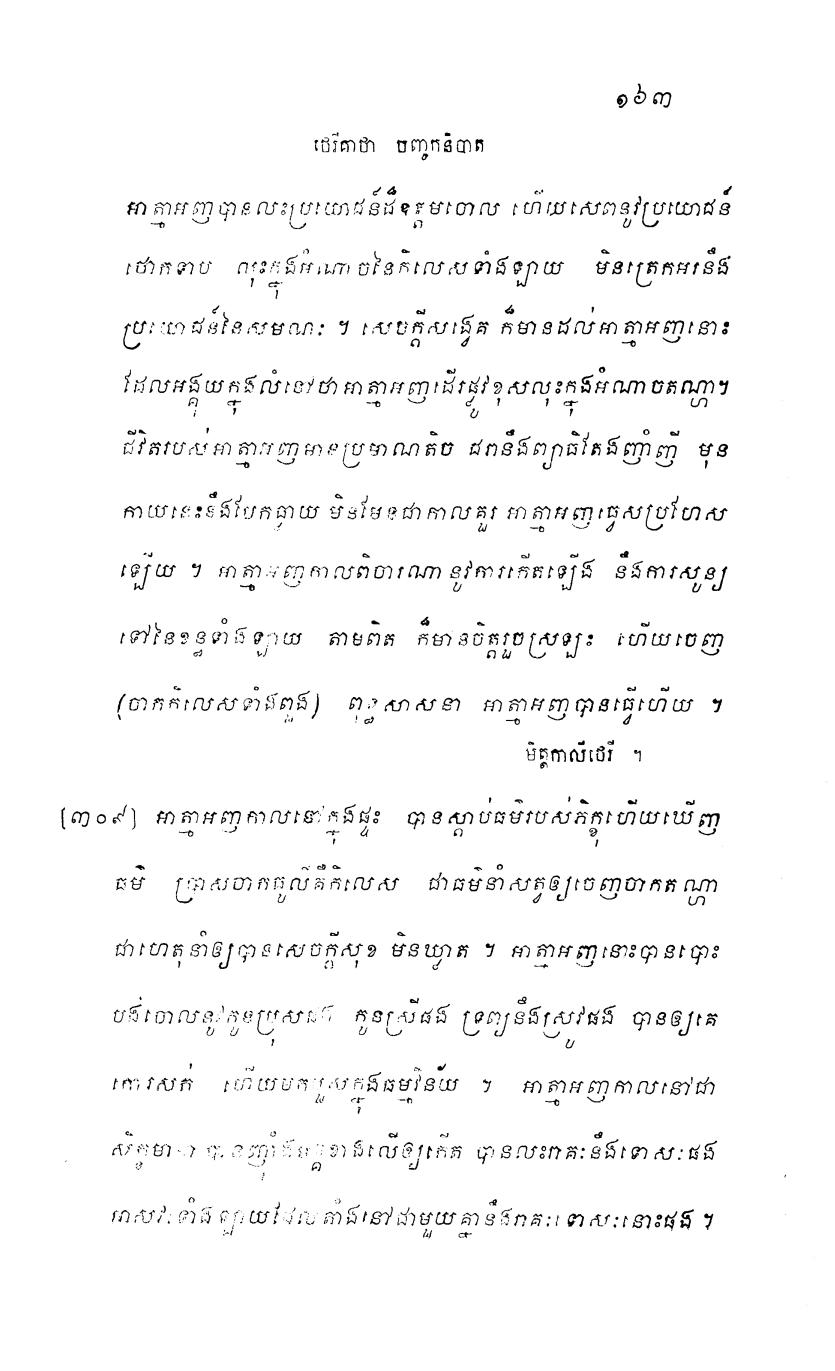 ១៦៣
ថេរីគាថា បញ្ចកនិបាត
អាត្មាអញបានលះប្រយោជន៍ដ៏ឧត្តមចោល ហើយសេពនូវប្រយោជន៍
ថោកទាប លុះក្នុងអំណាចនៃកិលេសទាំងឡាយ មិនត្រេកអរនឹង
ប្រយោជន៍នៃសមណៈ ។ សេចក្តីសង្វេគ ក៏មានដល់អាត្មាអញនោះ
ដែលអង្គុយក្នុងលំនៅថាអាត្មាអញដើរផ្លូវខុសលុះក្នុងអំណាចតណ្ហា។
ជីវិតរបស់អាត្មាអញមានប្រមាណតិច ជរានឹងព្យាធិតែងញាំញី មុន
កាយនេះនឹងបែកធ្លាយ មិនមែនជាកាលគួរ អាត្មាអញធ្វេសប្រហែស
ឡើយ ។ អាត្មាអញកាលពិចារណានូវការកើតឡើង នឹងការសូន្យ
ទៅនៃខន្ធទាំងឡាយ តាមពិត ក៏មានចិត្តរួចស្រឡះ ហើយចេញ
(ចាកកិលេសទាំងពួង) ពុទ្ធសាសនា អាត្មាអញបានធ្វើហើយ ។
មិត្តកាលីថេរី ។
[៣០៩] អាត្មាអញកាលនៅក្នុងផ្ទះ បានស្តាប់ធម៌របស់ភិក្ខុហើយឃើញ
ធម៌ ប្រាសចាកធូលីគឺកិលេស ជាធម៌នាំសត្វឲ្យចេញចាកតណ្ហា
ជាហេតុនាំឲ្យបានសេចក្តីសុខ មិនឃ្លាត ។ អាត្មាអញនោះបានបោះ
បង់ចោលនូវកូនប្រុសផង កូនស្រីផង ទ្រព្យនឹងស្រូវផង បានឲ្យគេ
កោរសក់ ហើយមកបួសក្នុងធម្មវិន័យ ។ អាត្មាអញកាលនៅជា
សិក្ខមានា បានញុំាងមគ្គខាងលើឲ្យកើត បានលះរាគៈនឹងទោសៈផង
អាសវៈទាំងឡាយដែលតាំងនៅជាមួយគ្នានឹងរាគៈទោសៈនោះផង ។